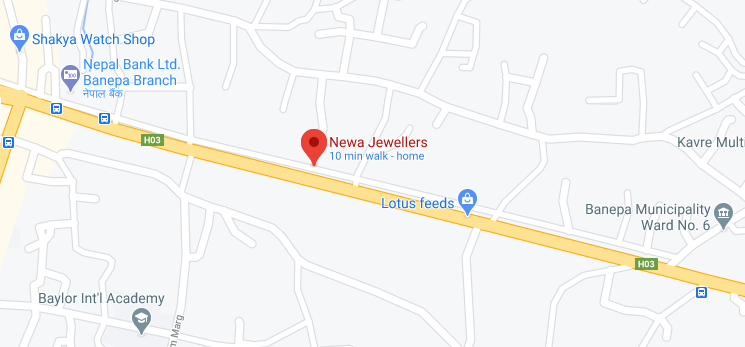 Shakya Watch Shop
Nepal Bank Ltd.
Banepa Branch
नेपाल बैंक
H03
Newa Jewellers
10 min walk - home
Kavre Multi
Lotus feeds
Banepa Municipality
Ward No. 6
H03
Baylor Int'l Academy
m Marg